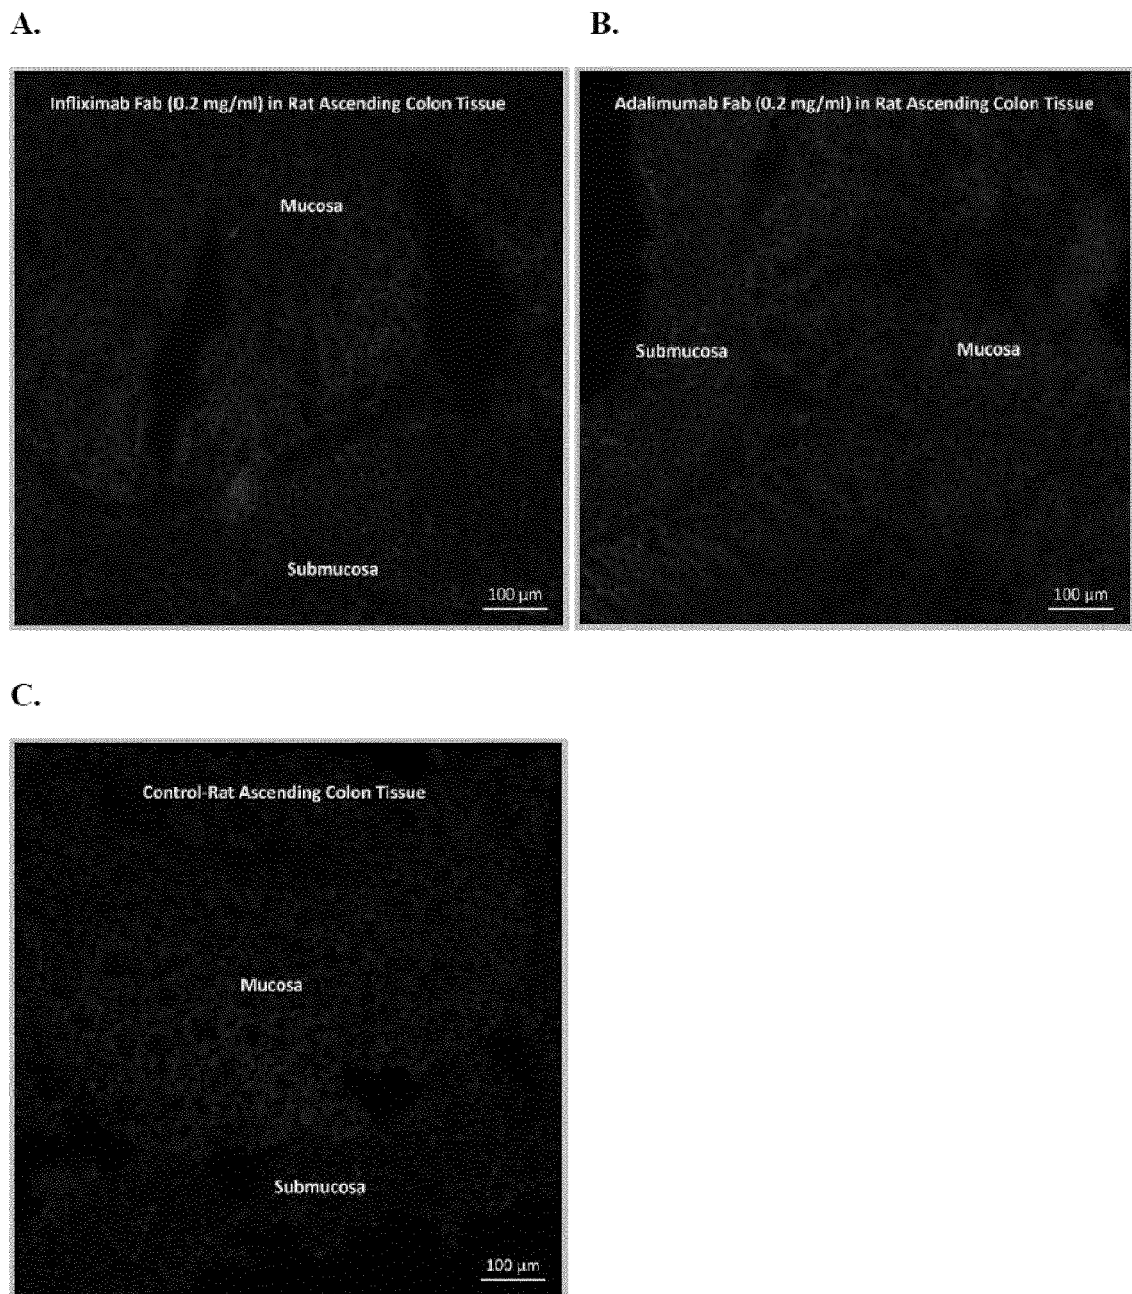 A.
B.
Infliximab Fab (0.2 mg/ml) in Rat Ascending Colon Tissue
Mucosa
Submucosa
100 µm
Adalimumab Fab (0.2 mg/ml) in Rat Ascending Colon Tissue
Submucosa
Mucosa
100 µm
C.
Control-Rat Ascending Colon Tissue
Mucosa
Submucosa
100 µm